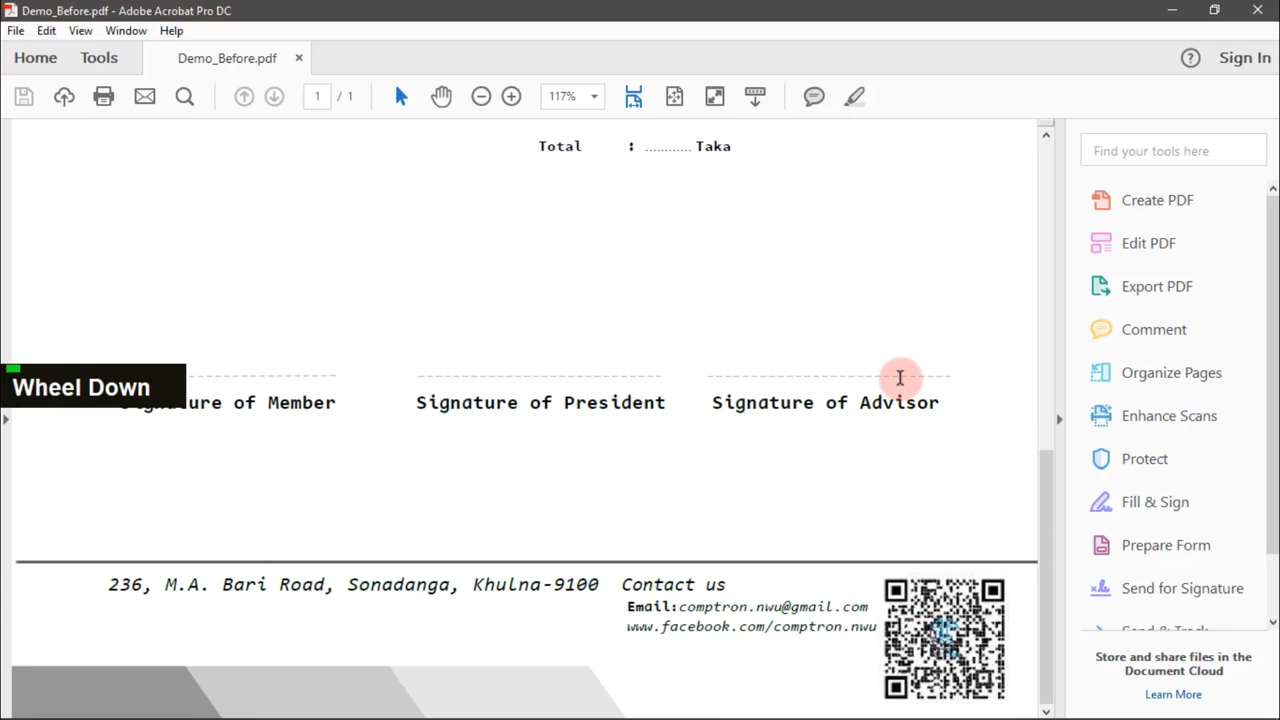 Demo_Before.pdf - Adobe Acrobat Pro DC
File Edit View Window Help
Home Tools Demo_Before.pdf × ? Sign In
1 / 1 117%
Total : ........... Taka
Find your tools here
Create PDF
Edit PDF
Export PDF
Comment
Organize Pages
Enhance Scans
Protect
Fill & Sign
Prepare Form
Send for Signature
Send & Track
Store and share files in the
Document Cloud
Learn More
Wheel Down
Signature of Member Signature of President Signature of Advisor
236, M.A. Bari Road, Sonadanga, Khulna-9100 Contact us
Email:comptron.nwu@gmail.com
www.facebook.com/comptron.nwu